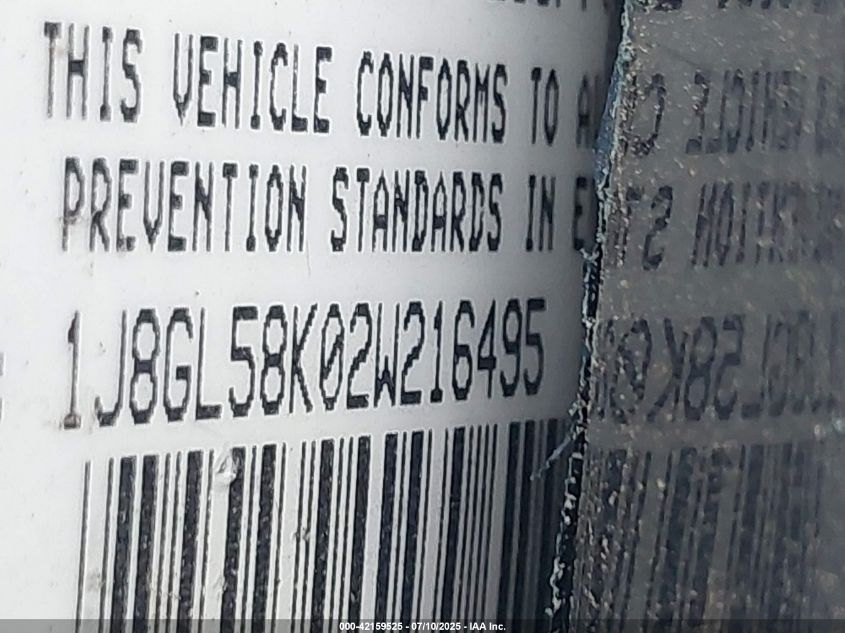 THIS VEHICLE CONFORMS TO A
PREVENTION STANDARDS IN E
1J8GL58K02W216495
000-42159525 - 07/10/2025 - IAA Inc.